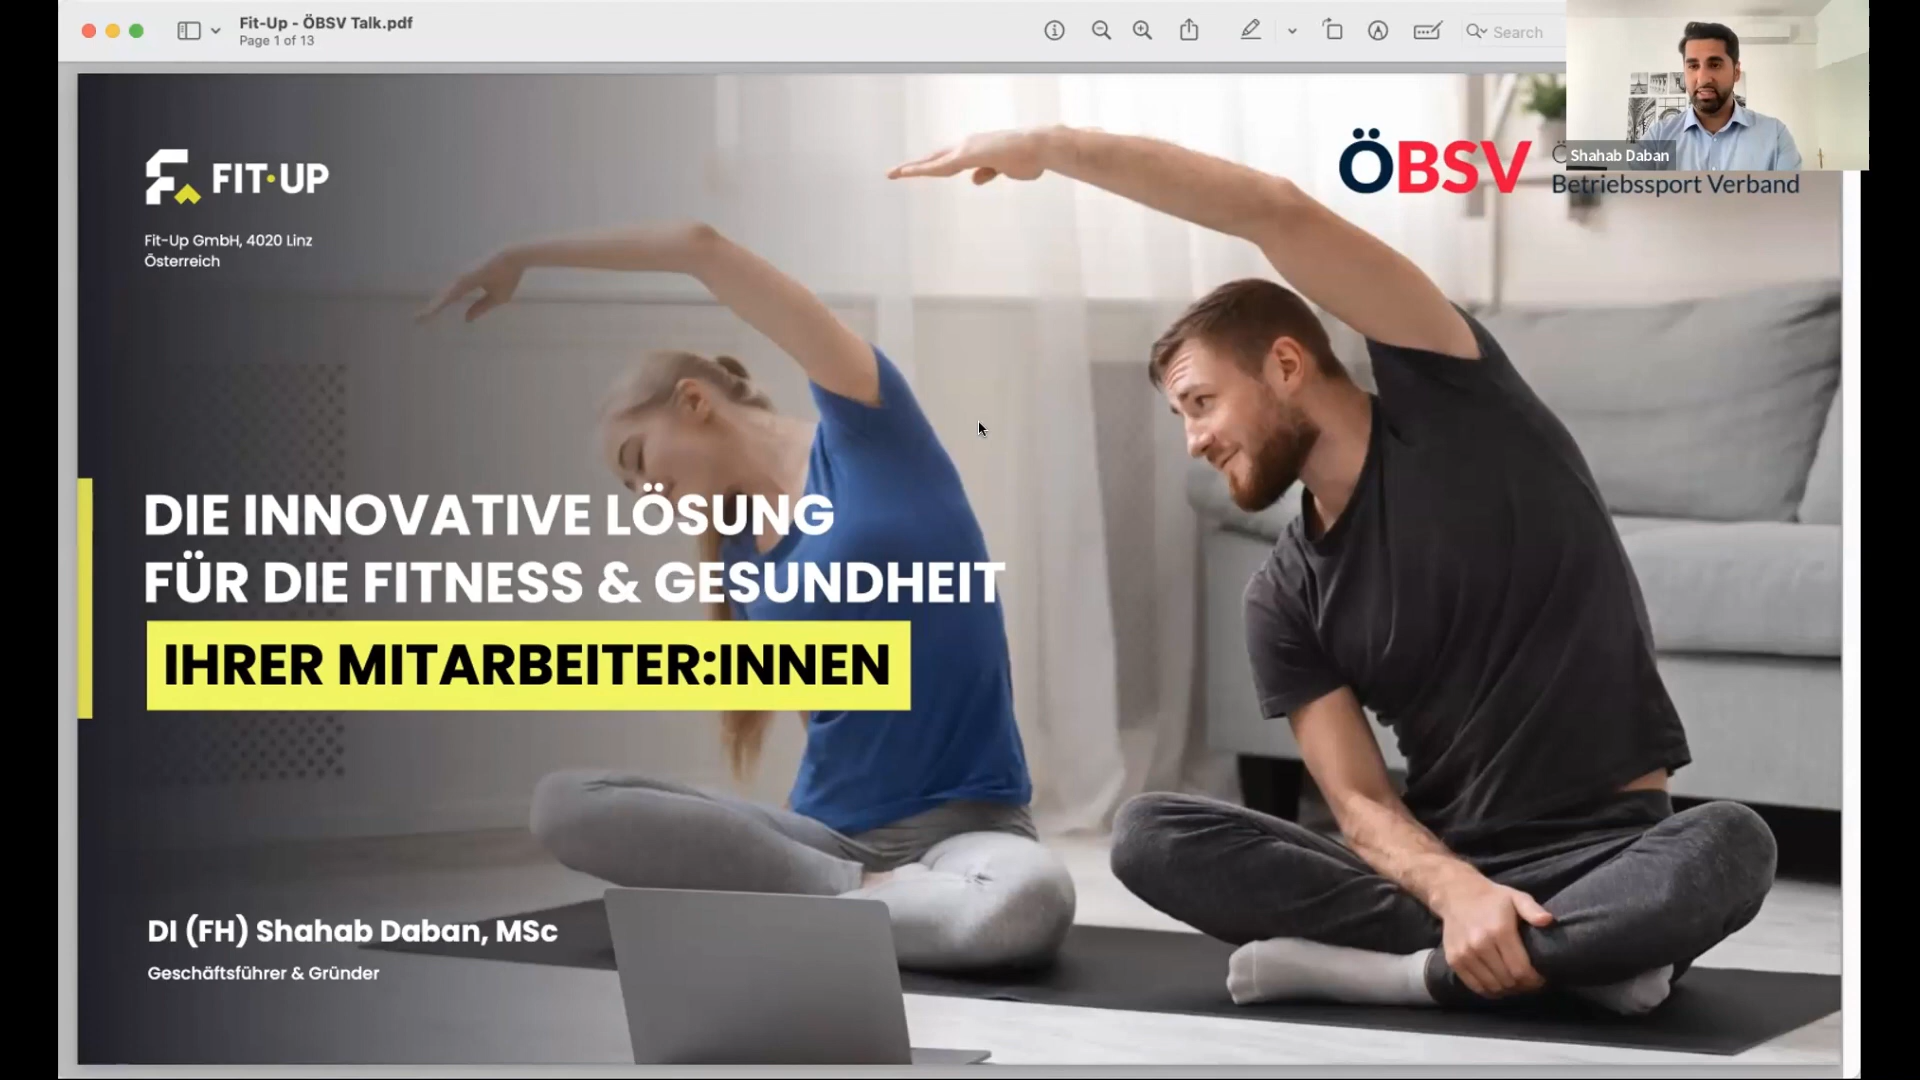 Fit-Up - ÖBSV Talk.pdf
Page 1 of 13
Search
Shahab Daban
FIT·UP
Fit-Up GmbH, 4020 Linz
Österreich
ÖBSV
Betriebssport Verband
DIE INNOVATIVE LÖSUNG
FÜR DIE FITNESS & GESUNDHEIT
IHRER MITARBEITER:INNEN
DI (FH) Shahab Daban, MSc
Geschäftsführer & Gründer